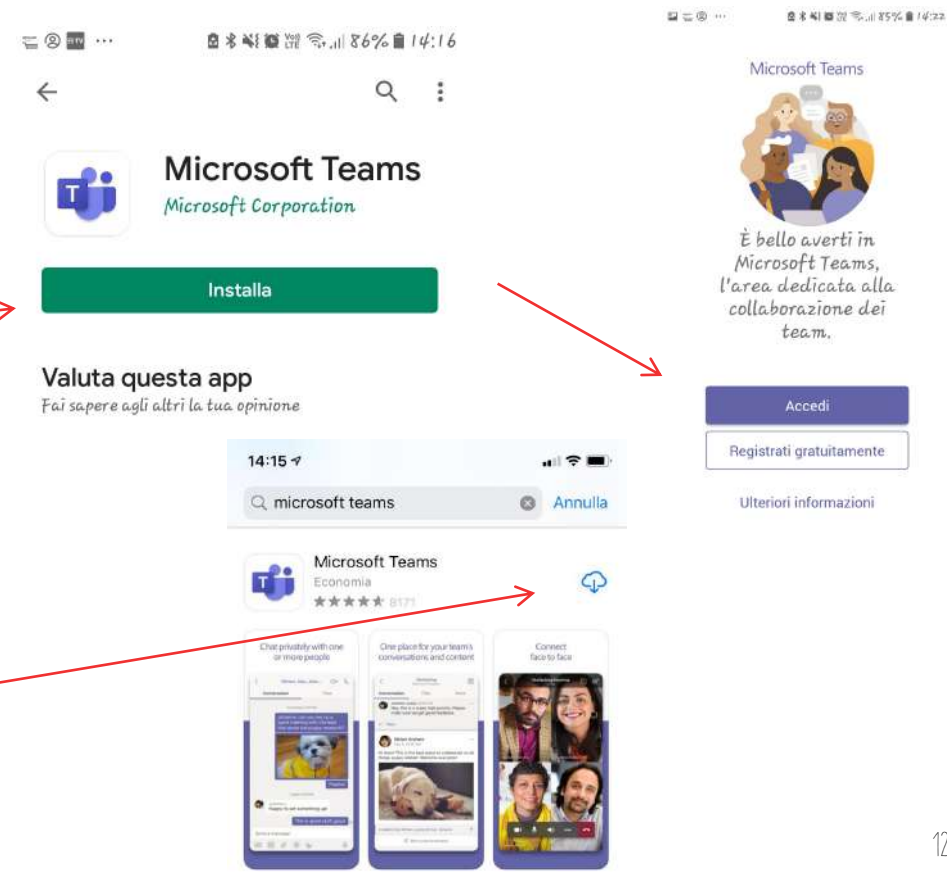 86% 14:16
Microsoft Teams
Microsoft Corporation
Installa
Valuta questa app
Fai sapere agli altri la tua opinione
85% 14:22
Microsoft Teams
È bello averti in
Microsoft Teams,
l'area dedicata alla
collaborazione dei
team.
Accedi
Registrati gratuitamente
Ulteriori informazioni
14:15
microsoft teams
Annulla
Microsoft Teams
Economia
8171
Chat privately with one
or more people
One place for your team's
conversations and content
Connect
face to face
12